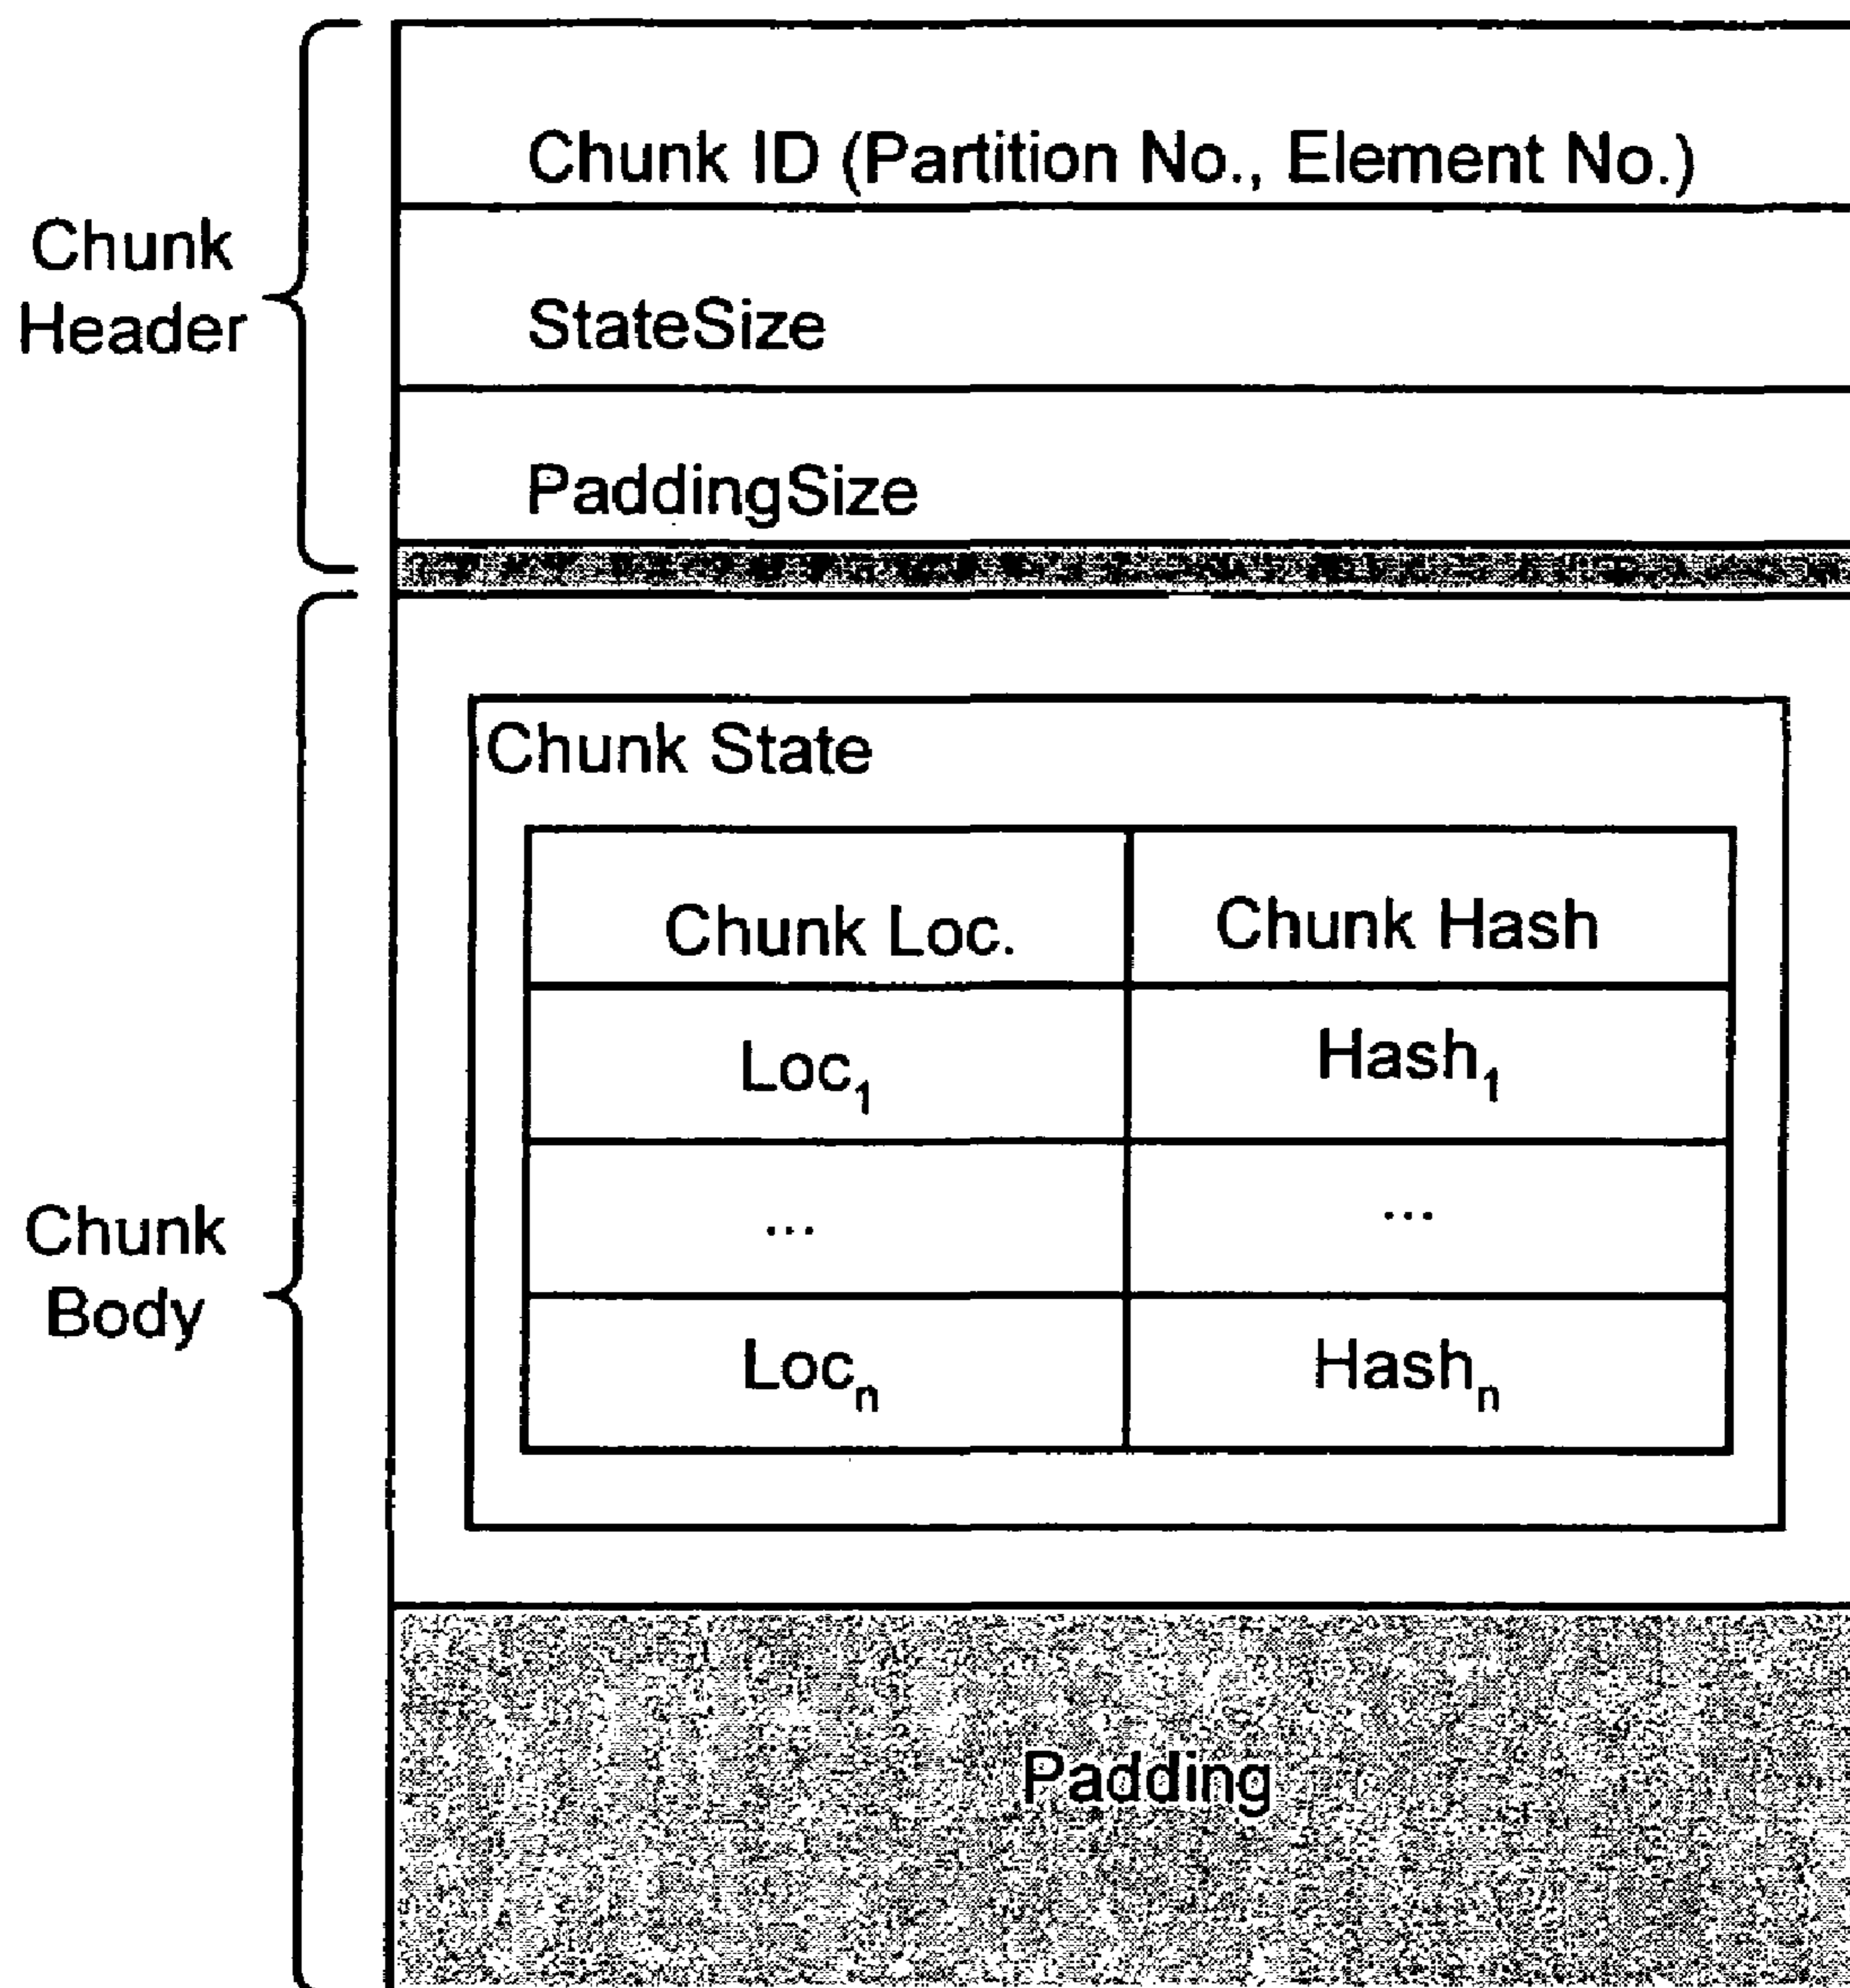 Chunk ID (Partition No., Element No.)
Chunk
Header
StateSize
PaddingSize
Chunk State
Chunk Loc. Chunk Hash
Loc₁ Hash₁
... ...
Locₙ Hashₙ
Chunk
Body
Padding